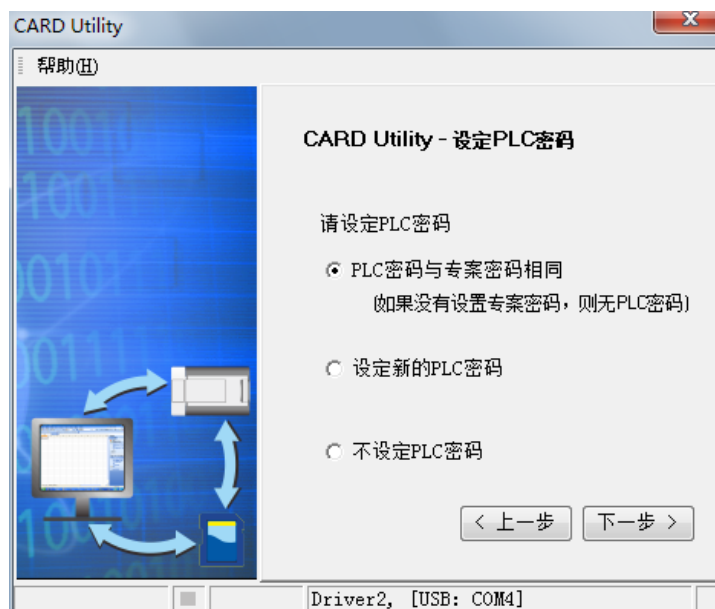 CARD Utility
帮助(H)
CARD Utility - 设定PLC密码
请设定PLC密码
PLC密码与专案密码相同
(如果没有设置专案密码，则无PLC密码)
设定新的PLC密码
不设定PLC密码
< 上一步
下一步 >
Driver2, [USB: COM4]